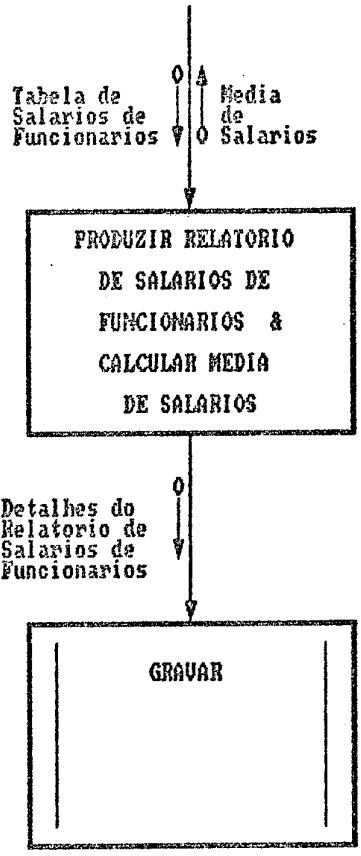 Tabela de
Salarios de
Funcionarios
Media
de
Salarios
PRODUZIR RELATORIO
DE SALARIOS DE
FUNCIONARIOS &
CALCULAR MEDIA
DE SALARIOS
Detalhes do
Relatorio de
Salarios de
Funcionarios
GRAVAR